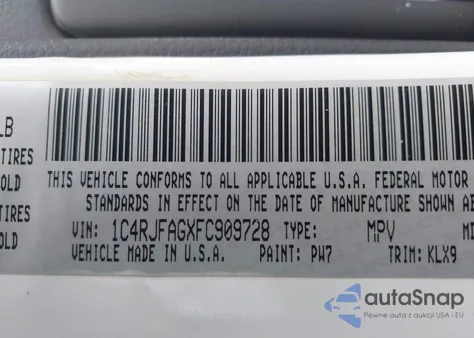 LB
TIRES
OLD
TIRES
OLD
THIS VEHICLE CONFORMS TO ALL APPLICABLE U.S.A. FEDERAL MOTOR
STANDARDS IN EFFECT ON THE DATE OF MANUFACTURE SHOWN AB
VIN: 1C4RJFAGXFC909728 TYPE: MPV MD
VEHICLE MADE IN U.S.A. PAINT: PW7 TRIM: KLX9
autoSnap
Pewne auta z aukcji USA i EU